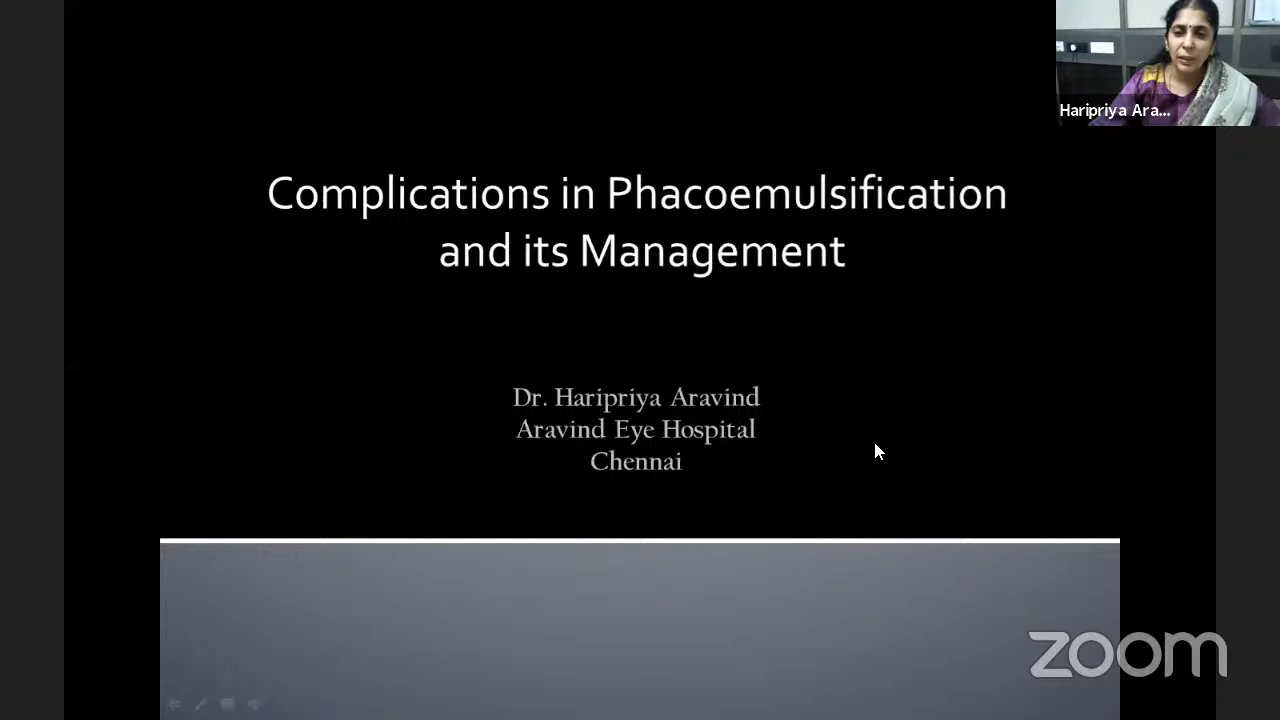 Haripriya Ara...
Complications in Phacoemulsification
and its Management
Dr. Haripriya Aravind
Aravind Eye Hospital
Chennai
zoom